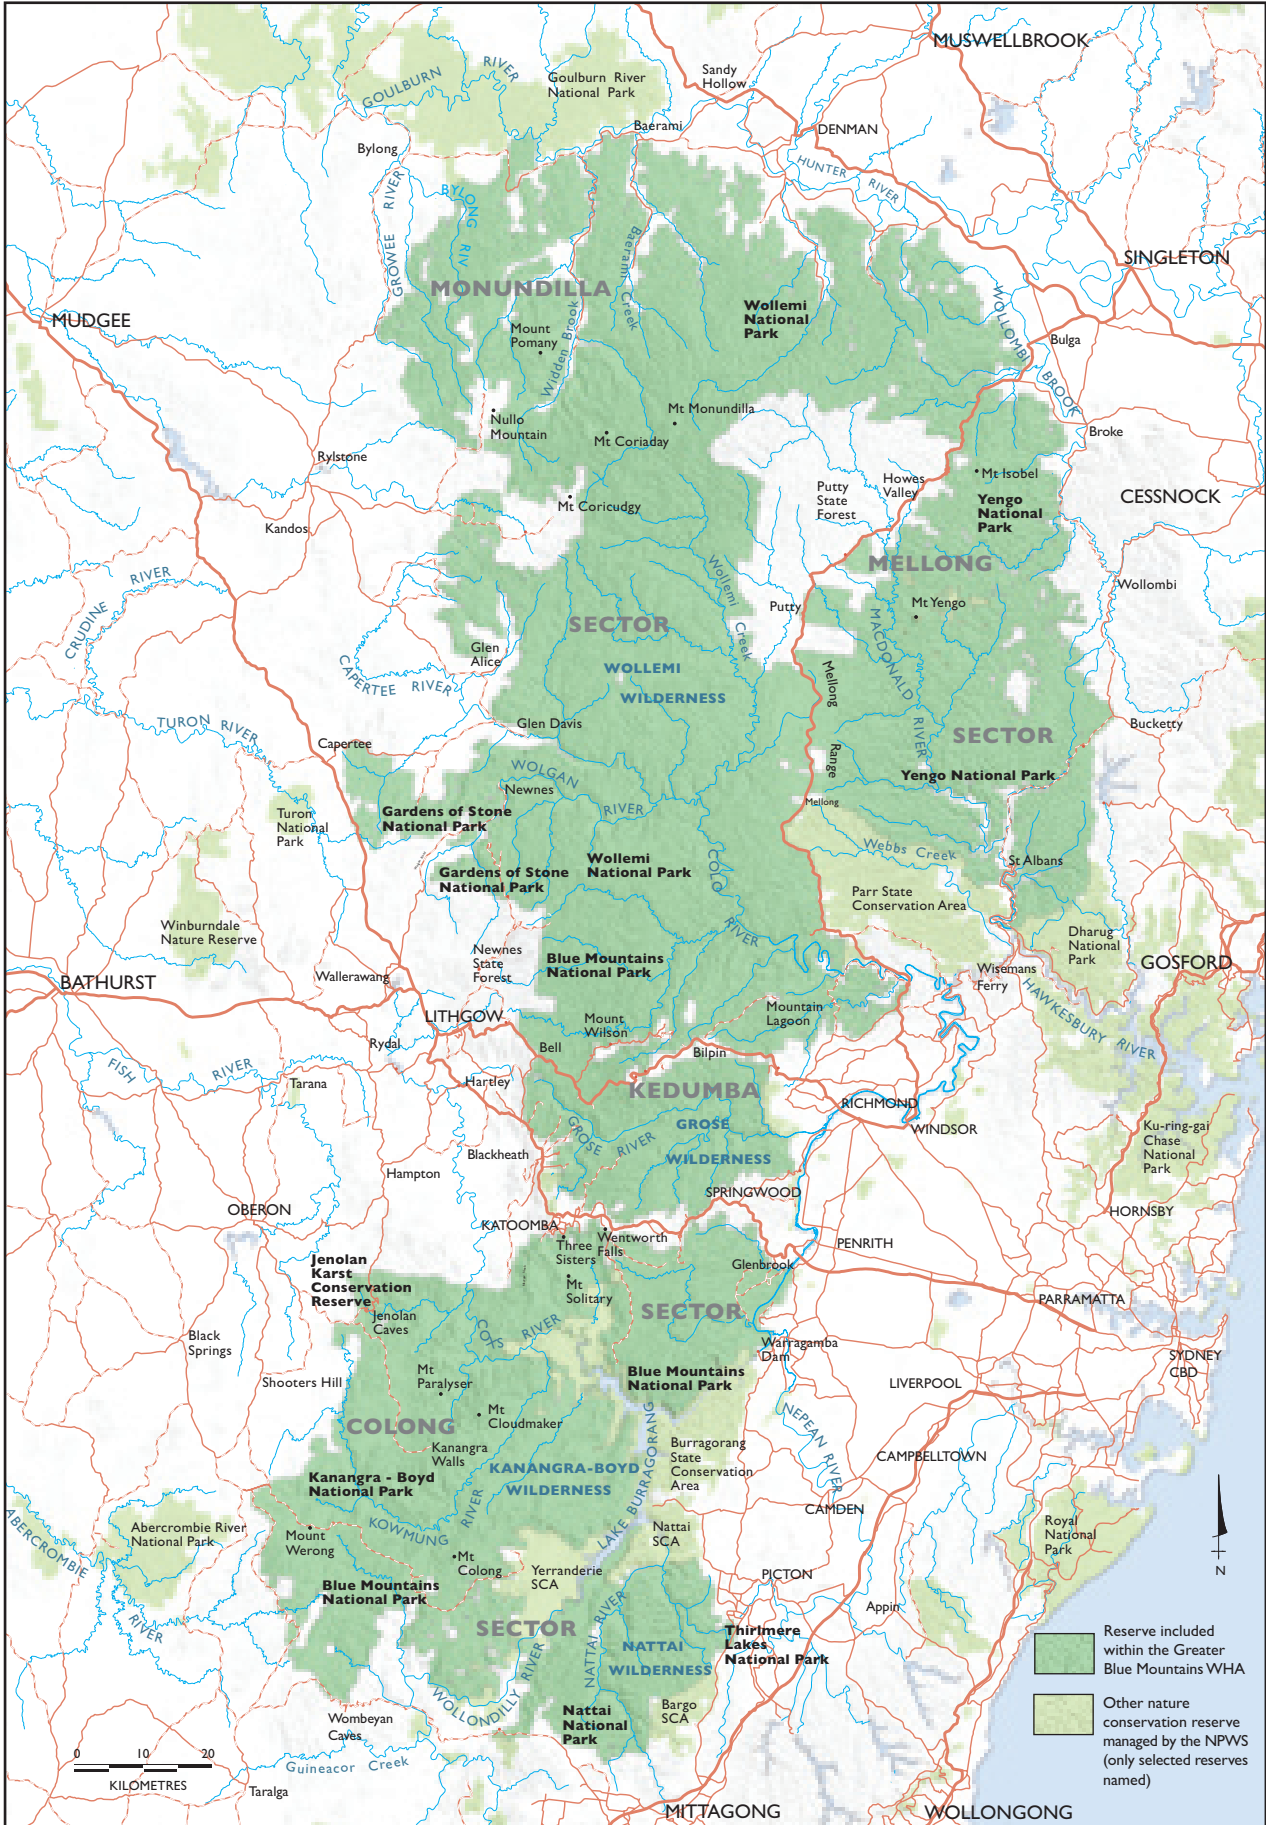 MUSWELLBROOK
GOULBURN RIVER
Goulburn River
National Park
Sandy
Hollow
Baerami
DENMAN
Bylong
HUNTER RIVER
GROWEE RIVER
BYLONG RIV
Baerami Creek
SINGLETON
MONUNDILLA
Wollemi
National
Park
WOLLOMBI BROOK
MUDGEE
Mount
Pomany
Widden Brook
Bulga
Nullo
Mountain
Mt Monundilla
Mt Coriaday
Broke
Rylstone
Mt Isobel
Howes
Valley
Putty
State
Forest
Yengo
National
Park
CESSNOCK
Mt Coricudgy
Kandos
MELLONG
CRUDINE RIVER
Wollemi Creek
Wollombi
Putty
Mt Yengo
SECTOR
MACDONALD RIVER
Glen
Alice
WOLLEMI
WILDERNESS
CAPERTEE RIVER
Mellong Range
TURON RIVER
Glen Davis
Bucketty
SECTOR
Capertee
WOLGAN RIVER
Newnes
Yengo National Park
Mellong
Turon
National
Park
Gardens of Stone
National Park
Webbs Creek
St Albans
Gardens of Stone
National Park
Wollemi
National Park
COLO RIVER
Parr State
Conservation Area
Winburndale
Nature Reserve
Dharug
National
Park
Newnes
State
Forest
Blue Mountains
National Park
GOSFORD
BATHURST
Wallerawang
Wisemans
Ferry
HAWKESBURY RIVER
LITHGOW
Mount
Wilson
Mountain
Lagoon
Rydal
Bell
Bilpin
FISH RIVER
Tarana
Hartley
KEDUMBA
RICHMOND
GROSE RIVER
GROSE
WILDERNESS
WINDSOR
Blackheath
Ku-ring-gai
Chase
National
Park
Hampton
SPRINGWOOD
OBERON
HORNSBY
KATOOMBA
Three
Sisters
Wentworth
Falls
PENRITH
Jenolan
Karst
Conservation
Reserve
Glenbrook
Mt
Solitary
Jenolan
Caves
SECTOR
PARRAMATTA
COTS RIVER
Black
Springs
Warragamba
Dam
SYDNEY
CBD
Shooters Hill
Mt
Paralyser
Blue Mountains
National Park
LIVERPOOL
Mt
Cloudmaker
COLONG
NEPEAN RIVER
Kanangra
Walls
Burragorang
State
Conservation
Area
CAMPBELLTOWN
Kanangra - Boyd
National Park
KANANGRA-BOYD
WILDERNESS
LAKE BURRAGORANG
CAMDEN
ABERCROMBIE RIVER
Abercrombie River
National Park
Mount
Werong
KOWMUNG RIVER
Nattai
SCA
Royal
National
Park
Mt
Colong
Yerranderie
SCA
PICTON
N
Blue Mountains
National Park
Appin
SECTOR
NATTAI RIVER
Thirlmere
Lakes
National Park
NATTAI
WILDERNESS
Reserve included
within the Greater
Blue Mountains WHA
WOLLONDILLY RIVER
Nattai
National
Park
Bargo
SCA
Other nature
conservation reserve
managed by the NPWS
(only selected reserves
named)
Wombeyan
Caves
0 10 20
KILOMETRES
Guineacor Creek
Taralga
MITTAGONG
WOLLONGONG